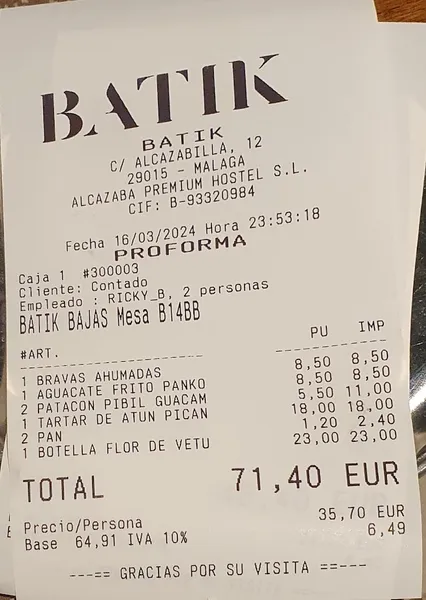 BATIK
BATIK
C/ ALCAZABILLA, 12
29015 - MALAGA
ALCAZABA PREMIUM HOSTEL S.L.
CIF: B-93320984
Fecha 16/03/2024 Hora 23:53:18
PROFORMA
Caja 1 #300003
Cliente: Contado
Empleado : RICKY_B, 2 personas
BATIK BAJAS Mesa B14BB
#ART. PU IMP
1 BRAVAS AHUMADAS 8,50 8,50
1 AGUACATE FRITO PANKO 8,50 8,50
2 PATACON PIBIL GUACAM 5,50 11,00
1 TARTAR DE ATUN PICAN 18,00 18,00
2 PAN 1,20 2,40
1 BOTELLA FLOR DE VETU 23,00 23,00
TOTAL 71,40 EUR
Precio/Persona 35,70 EUR
Base 64,91 IVA 10% 6,49
---== GRACIAS POR SU VISITA ==---